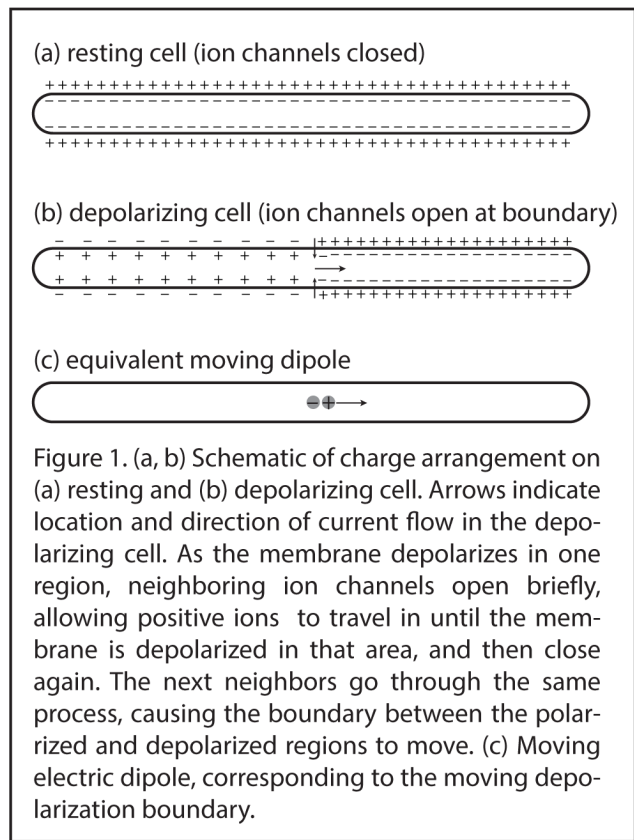 (a) resting cell (ion channels closed)
+ + + + + + + + + + + + + + + + + + + + + + + + + + + + + + + + + + + + + + + +
− − − − − − − − − − − − − − − − − − − − − − − − − − − − − − − − − − − − − − − −
− − − − − − − − − − − − − − − − − − − − − − − − − − − − − − − − − − − − − − − −
+ + + + + + + + + + + + + + + + + + + + + + + + + + + + + + + + + + + + + + + +
(b) depolarizing cell (ion channels open at boundary)
− − − − − − − − − − + + + + + + + + + + + + + + + + + + + +
+ + + + + + + + + + − − − − − − − − − − − − − − − − − − − −
+ + + + + + + + + + − − − − − − − − − − − − − − − − − − − −
− − − − − − − − − − + + + + + + + + + + + + + + + + + + + +
(c) equivalent moving dipole
− +
Figure 1. (a, b) Schematic of charge arrangement on
(a) resting and (b) depolarizing cell. Arrows indicate
location and direction of current flow in the depo-
larizing cell. As the membrane depolarizes in one
region, neighboring ion channels open briefly,
allowing positive ions to travel in until the mem-
brane is depolarized in that area, and then close
again. The next neighbors go through the same
process, causing the boundary between the polar-
rized and depolarized regions to move. (c) Moving
electric dipole, corresponding to the moving depo-
larization boundary.